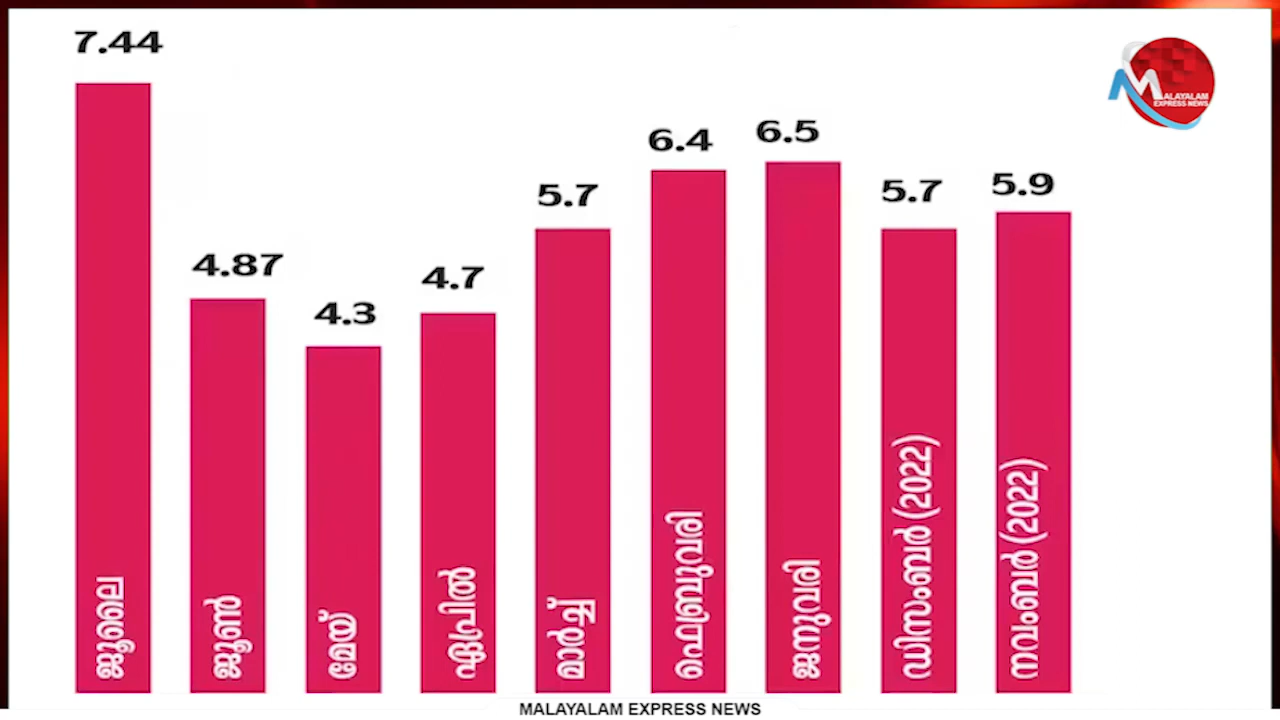 7.44
4.87
4.3
4.7
5.7
6.4
6.5
5.7
5.9
ജൂലൈ
ജൂൺ
മേയ്
ഏപ്രിൽ
മാർച്ച്
ഫെബ്രുവരി
ജനുവരി
ഡിസംബർ (2022)
നവംബർ (2022)
MALAYALAM
EXPRESS NEWS
MALAYALAM EXPRESS NEWS